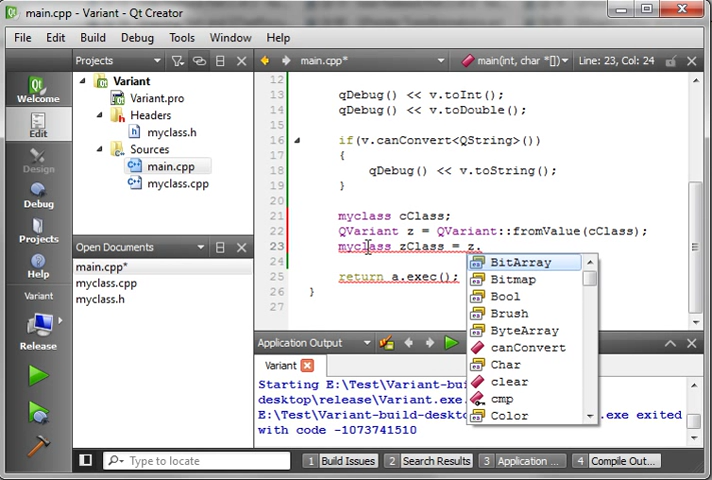 main.cpp - Variant - Qt Creator
File Edit Build Debug Tools Window Help
Projects
main.cpp*
main(int, char *[])
Line: 23, Col: 24
Welcome
Edit
Design
Debug
Projects
Variant
Release
Variant
Variant.pro
Headers
myclass.h
Sources
main.cpp
myclass.cpp
Open Documents
main.cpp*
myclass.cpp
myclass.h
12
13 qDebug() << v.toInt();
14 qDebug() << v.toDouble();
15
16 if(v.canConvert<QString>())
17 {
18 qDebug() << v.toString();
19 }
20
21 myclass cClass;
22 QVariant z = QVariant::fromValue(cClass);
23 myclass zClass = z.
24
25 return a.exec();
26 }
27
BitArray
Bitmap
Bool
Brush
ByteArray
canConvert
Char
clear
cmp
Color
Application Output
Variant
Starting E:\Test\Variant-bui
desktop\release\Variant.exe.
E:\Test\Variant-build-deskto
.exe exited
with code -1073741510
Type to locate
1 Build Issues
2 Search Results
3 Application ...
4 Compile Out...